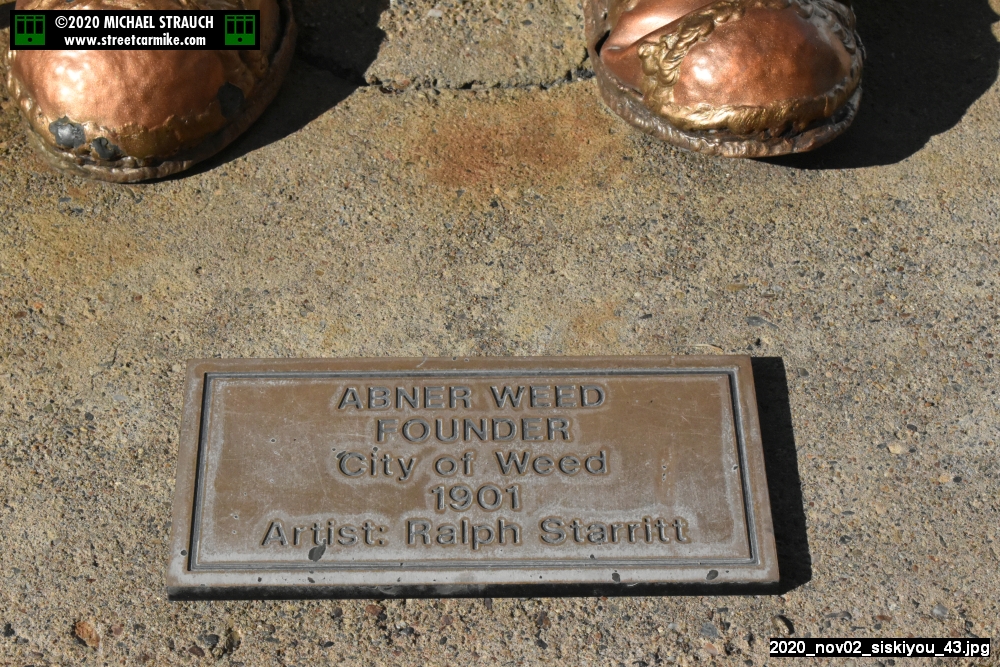 ©2020 MICHAEL STRAUCH
www.streetcarmike.com
ABNER WEED
FOUNDER
City of Weed
1901
Artist: Ralph Starritt
2020_nov02_siskiyou_43.jpg